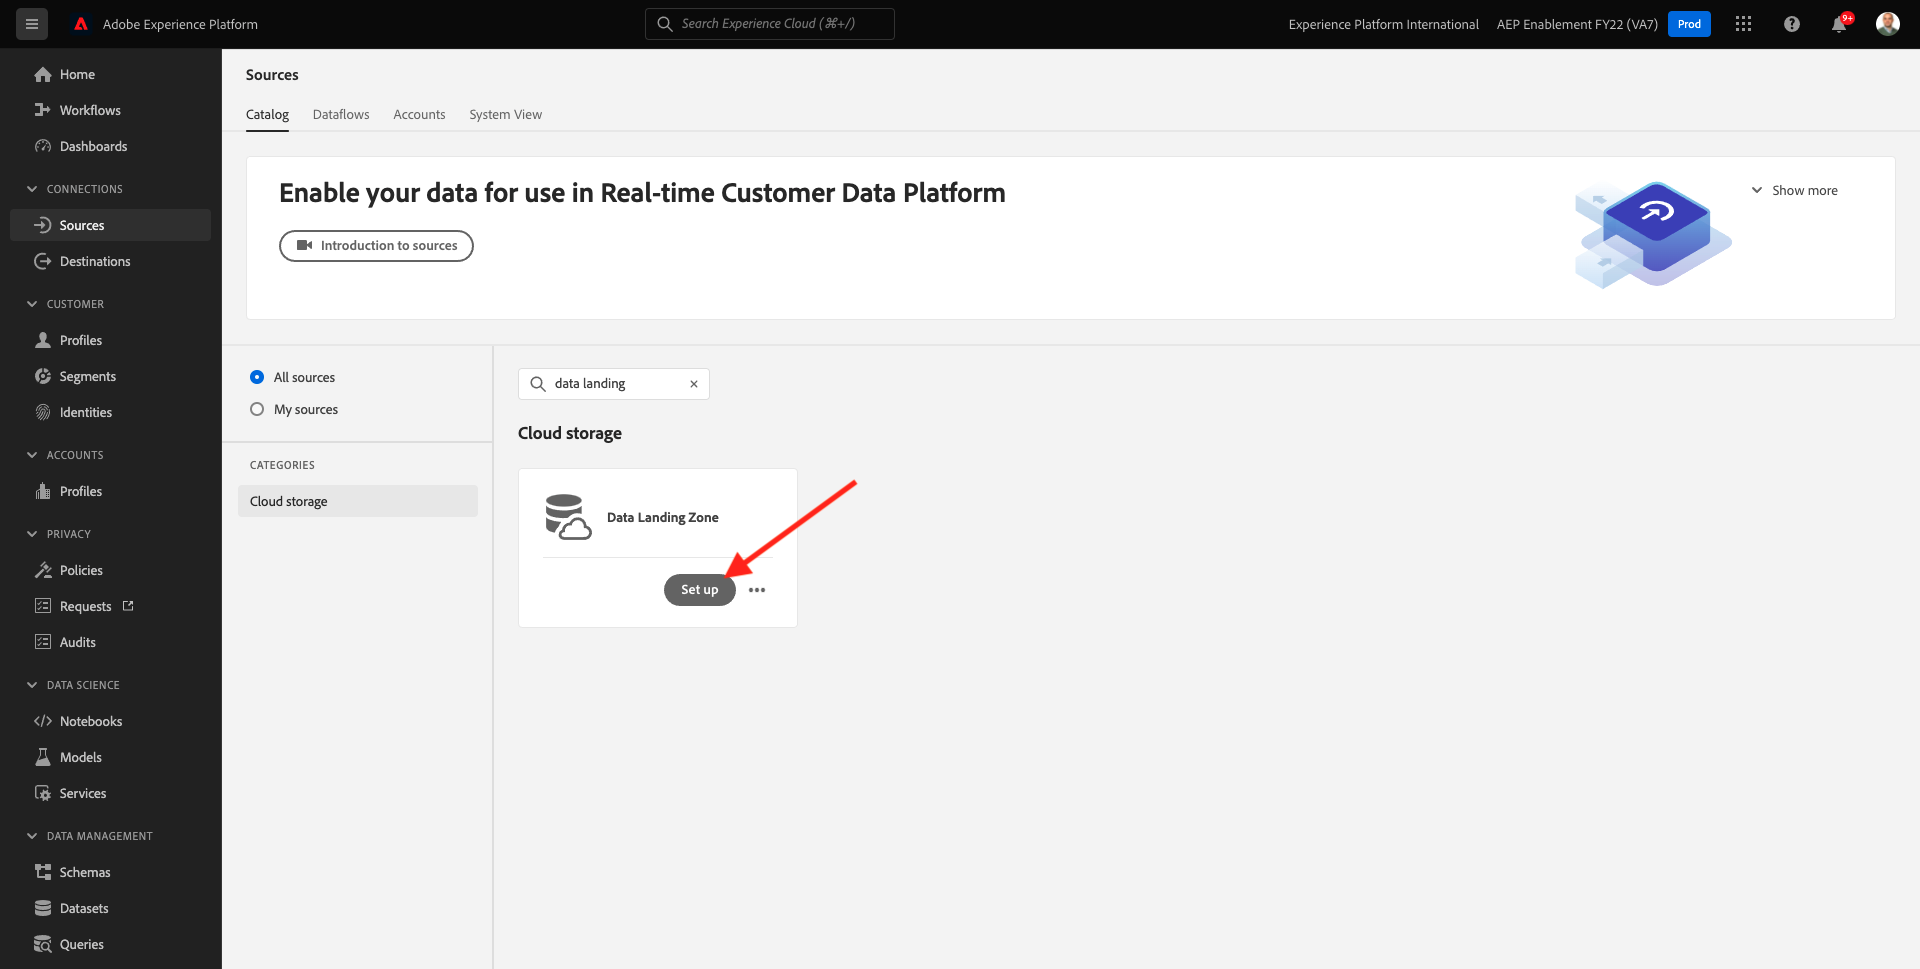 Adobe Experience Platform
Search Experience Cloud (⌘+/)
Experience Platform International
AEP Enablement FY22 (VA7)
Prod
9+
Home
Workflows
Dashboards
CONNECTIONS
Sources
Destinations
CUSTOMER
Profiles
Segments
Identities
ACCOUNTS
Profiles
PRIVACY
Policies
Requests
Audits
DATA SCIENCE
Notebooks
Models
Services
DATA MANAGEMENT
Schemas
Datasets
Queries
Sources
Catalog
Dataflows
Accounts
System View
Enable your data for use in Real-time Customer Data Platform
Introduction to sources
Show more
All sources
My sources
CATEGORIES
Cloud storage
data landing
Cloud storage
Data Landing Zone
Set up